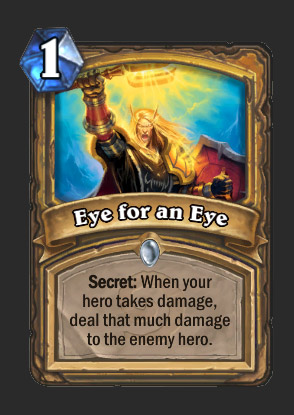 1
Eye for an Eye
Secret: When your
hero takes damage,
deal that much damage
to the enemy hero.